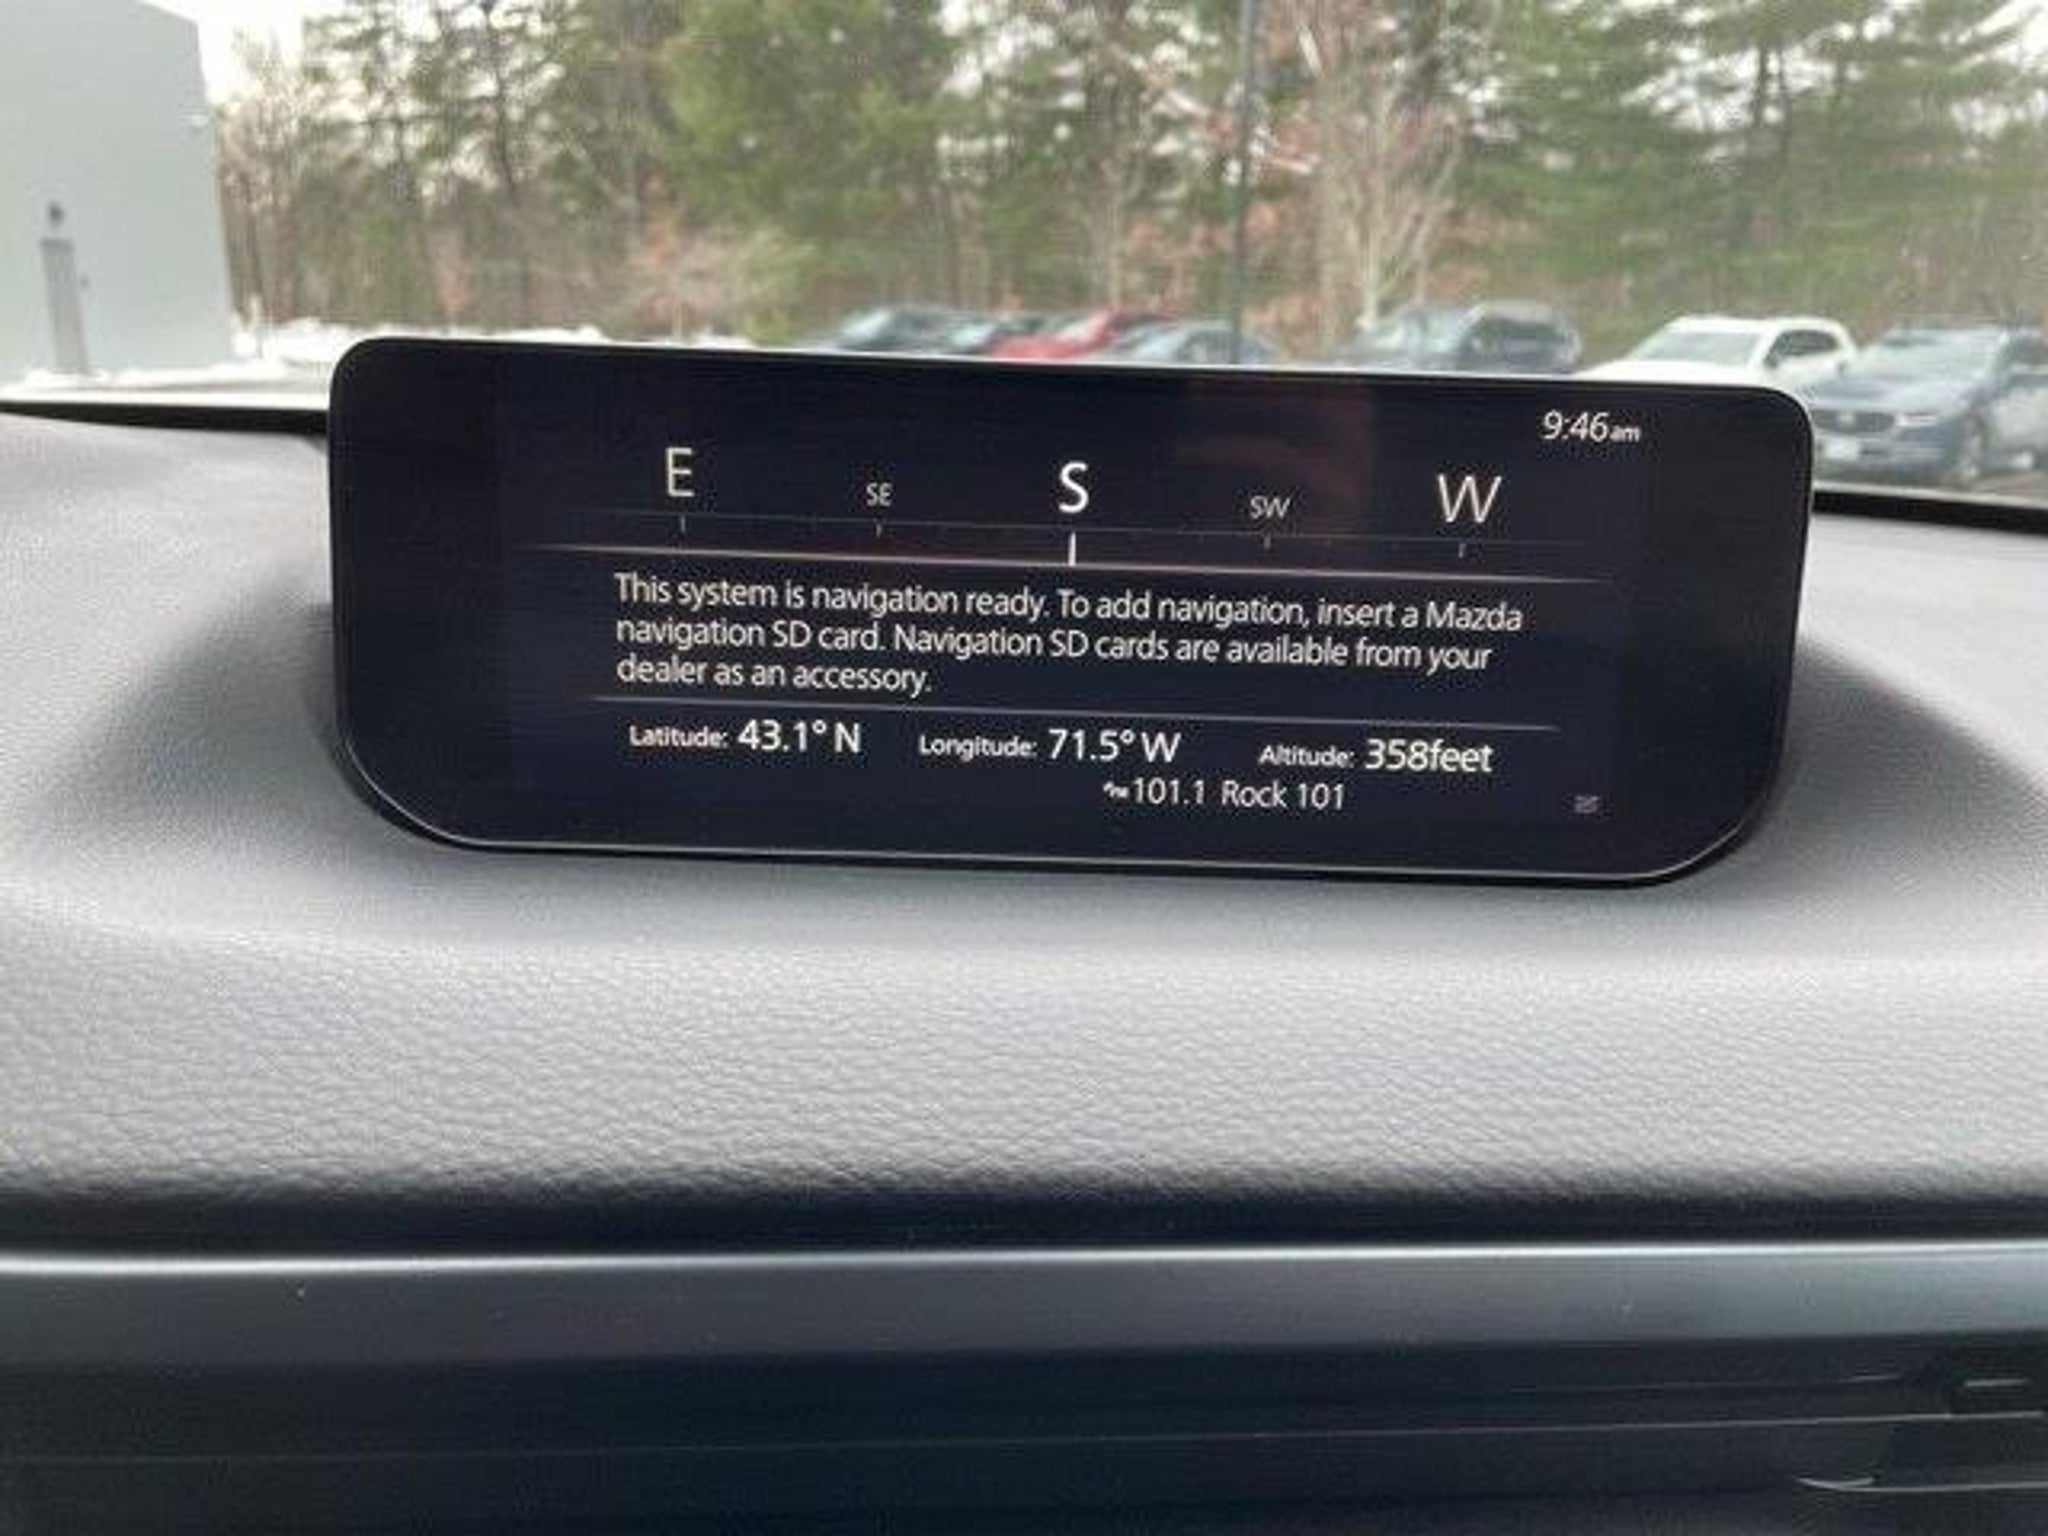 9:46am
E SE S SW W
This system is navigation ready. To add navigation, insert a Mazda
navigation SD card. Navigation SD cards are available from your
dealer as an accessory.
Latitude: 43.1° N Longitude: 71.5° W Altitude: 358feet
101.1 Rock 101